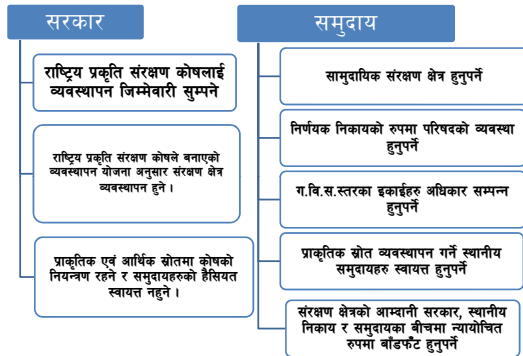 सरकार
राष्ट्रिय प्रकृति संरक्षण कोषलाई
व्यवस्थापन जिम्मेवारी सुम्पने
राष्ट्रिय प्रकृति संरक्षण कोषले बनाएको
व्यवस्थापन योजना अनुसार संरक्षण क्षेत्र
व्यवस्थापन हुने ।
प्राकृतिक एवं आर्थिक स्रोतमा कोषको
नियन्त्रण रहने र समुदायहरुको हैसियत
स्वायत्त नहुने ।
समुदाय
सामुदायिक संरक्षण क्षेत्र हुनुपर्ने
निर्णयक निकायको रुपमा परिषदको व्यवस्था
हुनुपर्ने
ग.वि.स.स्तरका इकाईहरु अधिकार सम्पन्न
हुनुपर्ने
प्राकृतिक स्रोत व्यवस्थापन गर्ने स्थानीय
समुदायहरु स्वायत्त हुनुपर्ने
संरक्षण क्षेत्रको आम्दानी सरकार, स्थानीय
निकाय र समुदायका बीचमा न्यायोचित
रुपमा बाँडफाँट हुनुपर्ने